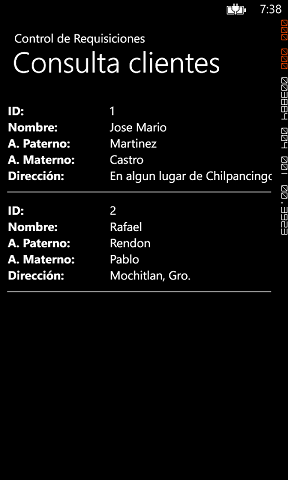 7:38
Control de Requisiciones
Consulta clientes
ID: 1
Nombre: Jose Mario
A. Paterno: Martinez
A. Materno: Castro
Dirección: En algun lugar de Chilpancingo
ID: 2
Nombre: Rafael
A. Paterno: Rendon
A. Materno: Pablo
Dirección: Mochitlan, Gro.